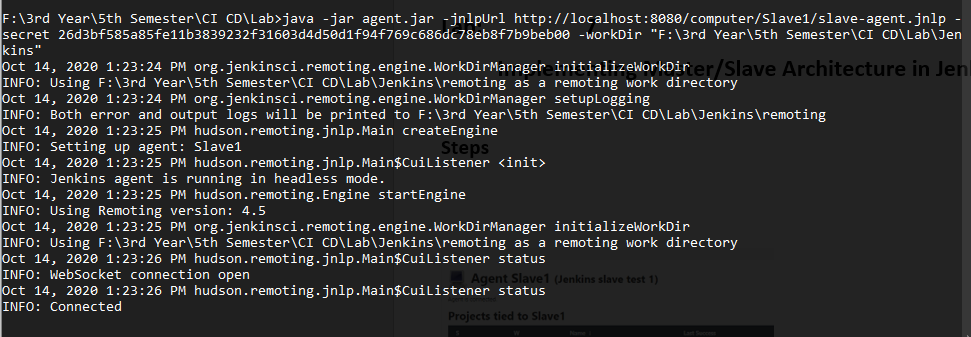 F:\3rd Year\5th Semester\CI CD\Lab>java -jar agent.jar -jnlpUrl http://localhost:8080/computer/Slave1/slave-agent.jnlp -
secret 26d3bf585a85fe11b3839232f31603d4d50d1f94f769c686dc78eb8f7b9beb00 -workDir "F:\3rd Year\5th Semester\CI CD\Lab\Jen
kins"
Oct 14, 2020 1:23:24 PM org.jenkinsci.remoting.engine.WorkDirManager initializeWorkDir
INFO: Using F:\3rd Year\5th Semester\CI CD\Lab\Jenkins\remoting as a remoting work directory
Implementing Master/Slave Architecture in Jen
Oct 14, 2020 1:23:24 PM org.jenkinsci.remoting.engine.WorkDirManager setupLogging
INFO: Both error and output logs will be printed to F:\3rd Year\5th Semester\CI CD\Lab\Jenkins\remoting
Oct 14, 2020 1:23:25 PM hudson.remoting.jnlp.Main createEngine
INFO: Setting up agent: Slave1
Steps
Oct 14, 2020 1:23:25 PM hudson.remoting.jnlp.Main$CuiListener <init>
INFO: Jenkins agent is running in headless mode.
Oct 14, 2020 1:23:25 PM hudson.remoting.Engine startEngine
INFO: Using Remoting version: 4.5
Oct 14, 2020 1:23:25 PM org.jenkinsci.remoting.engine.WorkDirManager initializeWorkDir
INFO: Using F:\3rd Year\5th Semester\CI CD\Lab\Jenkins\remoting as a remoting work directory
Oct 14, 2020 1:23:26 PM hudson.remoting.jnlp.Main$CuiListener status
INFO: WebSocket connection open
Agent Slave1 (Jenkins slave test 1)
Oct 14, 2020 1:23:26 PM hudson.remoting.jnlp.Main$CuiListener status
INFO: Connected
Projects tied to Slave1
S W Name Last Success